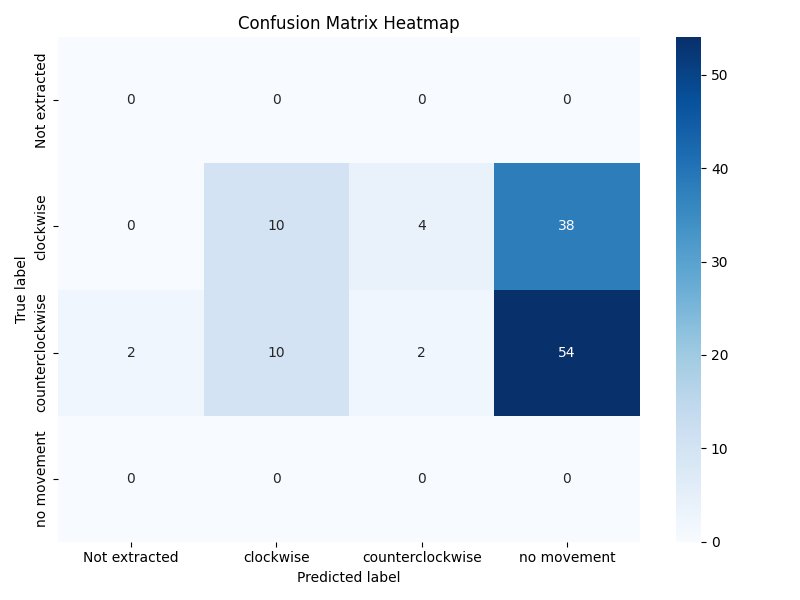 Confusion Matrix Heatmap
True label
Not extracted
0 0 0 0
clockwise
0 10 4 38
counterclockwise
2 10 2 54
no movement
0 0 0 0
Not extracted clockwise counterclockwise no movement
Predicted label
50
40
30
20
10
0